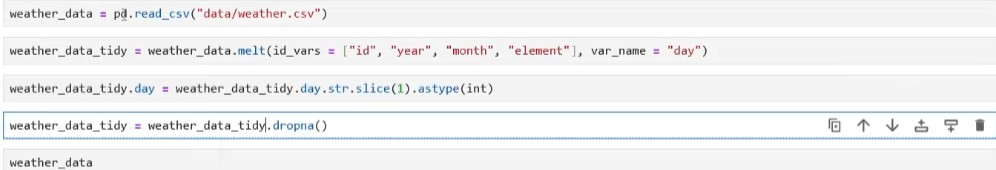 weather_data = pd.read_csv("data/weather.csv")
weather_data_tidy = weather_data.melt(id_vars = ["id", "year", "month", "element"], var_name = "day")
weather_data_tidy.day = weather_data_tidy.day.str.slice(1).astype(int)
weather_data_tidy = weather_data_tidy.dropna()
weather_data